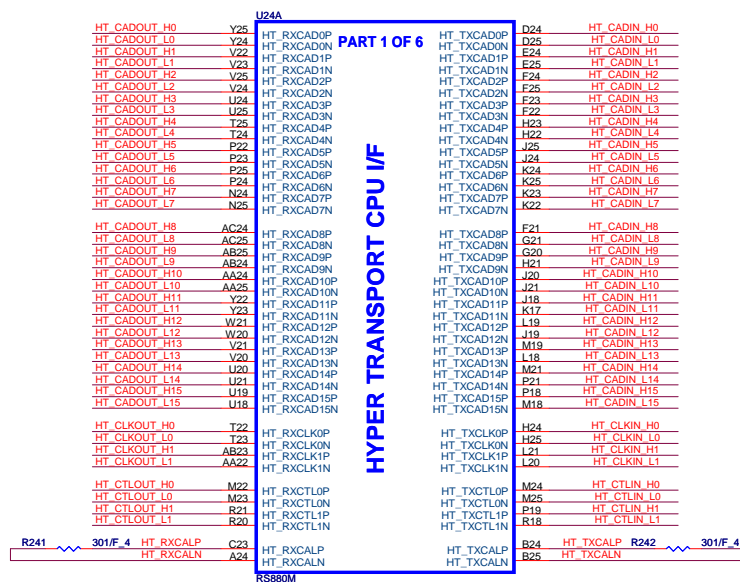 U24A
PART 1 OF 6
HYPER TRANSPORT CPU I/F
HT_CADOUT_H0 Y25 HT_RXCAD0P HT_TXCAD0P D24 HT_CADIN_H0
HT_CADOUT_L0 Y24 HT_RXCAD0N HT_TXCAD0N D25 HT_CADIN_L0
HT_CADOUT_H1 V22 HT_RXCAD1P HT_TXCAD1P E24 HT_CADIN_H1
HT_CADOUT_L1 V23 HT_RXCAD1N HT_TXCAD1N E25 HT_CADIN_L1
HT_CADOUT_H2 V25 HT_RXCAD2P HT_TXCAD2P F24 HT_CADIN_H2
HT_CADOUT_L2 V24 HT_RXCAD2N HT_TXCAD2N F25 HT_CADIN_L2
HT_CADOUT_H3 U24 HT_RXCAD3P HT_TXCAD3P F23 HT_CADIN_H3
HT_CADOUT_L3 U25 HT_RXCAD3N HT_TXCAD3N F22 HT_CADIN_L3
HT_CADOUT_H4 T25 HT_RXCAD4P HT_TXCAD4P H23 HT_CADIN_H4
HT_CADOUT_L4 T24 HT_RXCAD4N HT_TXCAD4N H22 HT_CADIN_L4
HT_CADOUT_H5 P22 HT_RXCAD5P HT_TXCAD5P J25 HT_CADIN_H5
HT_CADOUT_L5 P23 HT_RXCAD5N HT_TXCAD5N J24 HT_CADIN_L5
HT_CADOUT_H6 P25 HT_RXCAD6P HT_TXCAD6P K24 HT_CADIN_H6
HT_CADOUT_L6 P24 HT_RXCAD6N HT_TXCAD6N K25 HT_CADIN_L6
HT_CADOUT_H7 N24 HT_RXCAD7P HT_TXCAD7P K23 HT_CADIN_H7
HT_CADOUT_L7 N25 HT_RXCAD7N HT_TXCAD7N K22 HT_CADIN_L7
HT_CADOUT_H8 AC24 HT_RXCAD8P HT_TXCAD8P F21 HT_CADIN_H8
HT_CADOUT_L8 AC25 HT_RXCAD8N HT_TXCAD8N G21 HT_CADIN_L8
HT_CADOUT_H9 AB25 HT_RXCAD9P HT_TXCAD9P G20 HT_CADIN_H9
HT_CADOUT_L9 AB24 HT_RXCAD9N HT_TXCAD9N H21 HT_CADIN_L9
HT_CADOUT_H10 AA24 HT_RXCAD10P HT_TXCAD10P J20 HT_CADIN_H10
HT_CADOUT_L10 AA25 HT_RXCAD10N HT_TXCAD10N J21 HT_CADIN_L10
HT_CADOUT_H11 Y22 HT_RXCAD11P HT_TXCAD11P J18 HT_CADIN_H11
HT_CADOUT_L11 Y23 HT_RXCAD11N HT_TXCAD11N K17 HT_CADIN_L11
HT_CADOUT_H12 W21 HT_RXCAD12P HT_TXCAD12P L19 HT_CADIN_H12
HT_CADOUT_L12 W20 HT_RXCAD12N HT_TXCAD12N J19 HT_CADIN_L12
HT_CADOUT_H13 V21 HT_RXCAD13P HT_TXCAD13P M19 HT_CADIN_H13
HT_CADOUT_L13 V20 HT_RXCAD13N HT_TXCAD13N L18 HT_CADIN_L13
HT_CADOUT_H14 U20 HT_RXCAD14P HT_TXCAD14P M21 HT_CADIN_H14
HT_CADOUT_L14 U21 HT_RXCAD14N HT_TXCAD14N P21 HT_CADIN_L14
HT_CADOUT_H15 U19 HT_RXCAD15P HT_TXCAD15P P18 HT_CADIN_H15
HT_CADOUT_L15 U18 HT_RXCAD15N HT_TXCAD15N M18 HT_CADIN_L15
HT_CLKOUT_H0 T22 HT_RXCLK0P HT_TXCLK0P H24 HT_CLKIN_H0
HT_CLKOUT_L0 T23 HT_RXCLK0N HT_TXCLK0N H25 HT_CLKIN_L0
HT_CLKOUT_H1 AB23 HT_RXCLK1P HT_TXCLK1P L21 HT_CLKIN_H1
HT_CLKOUT_L1 AA22 HT_RXCLK1N HT_TXCLK1N L20 HT_CLKIN_L1
HT_CTLOUT_H0 M22 HT_RXCTL0P HT_TXCTL0P M24 HT_CTLIN_H0
HT_CTLOUT_L0 M23 HT_RXCTL0N HT_TXCTL0N M25 HT_CTLIN_L0
HT_CTLOUT_H1 R21 HT_RXCTL1P HT_TXCTL1P P19 HT_CTLIN_H1
HT_CTLOUT_L1 R20 HT_RXCTL1N HT_TXCTL1N R18 HT_CTLIN_L1
R241 301/F_4 HT_RXCALP C23 HT_RXCALP HT_TXCALP B24 HT_TXCALP R242 301/F_4
HT_RXCALN A24 HT_RXCALN HT_TXCALN B25 HT_TXCALN
RS880M